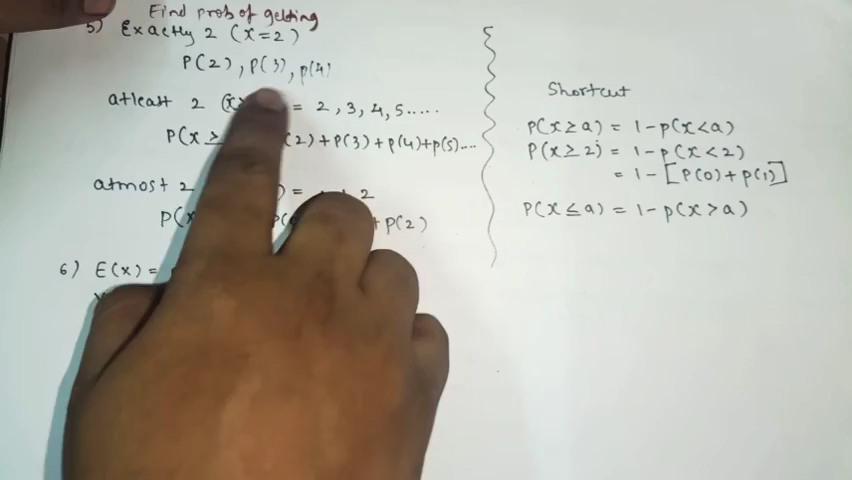 Find prob of getting
5) Exactly 2 (x=2)
P(2), P(3), P(4)
atleast 2 (x = 2, 3, 4, 5.....
P(x ≥ (2) + P(3) + P(4) + P(5)....
atmost 2 ) = 2
P( + P(2)
6) E(x) =
Shortcut
P(x ≥ a) = 1 - P(x < a)
P(x ≥ 2) = 1 - P(x < 2)
= 1 - [P(0) + P(1)]
P(x ≤ a) = 1 - P(x > a)